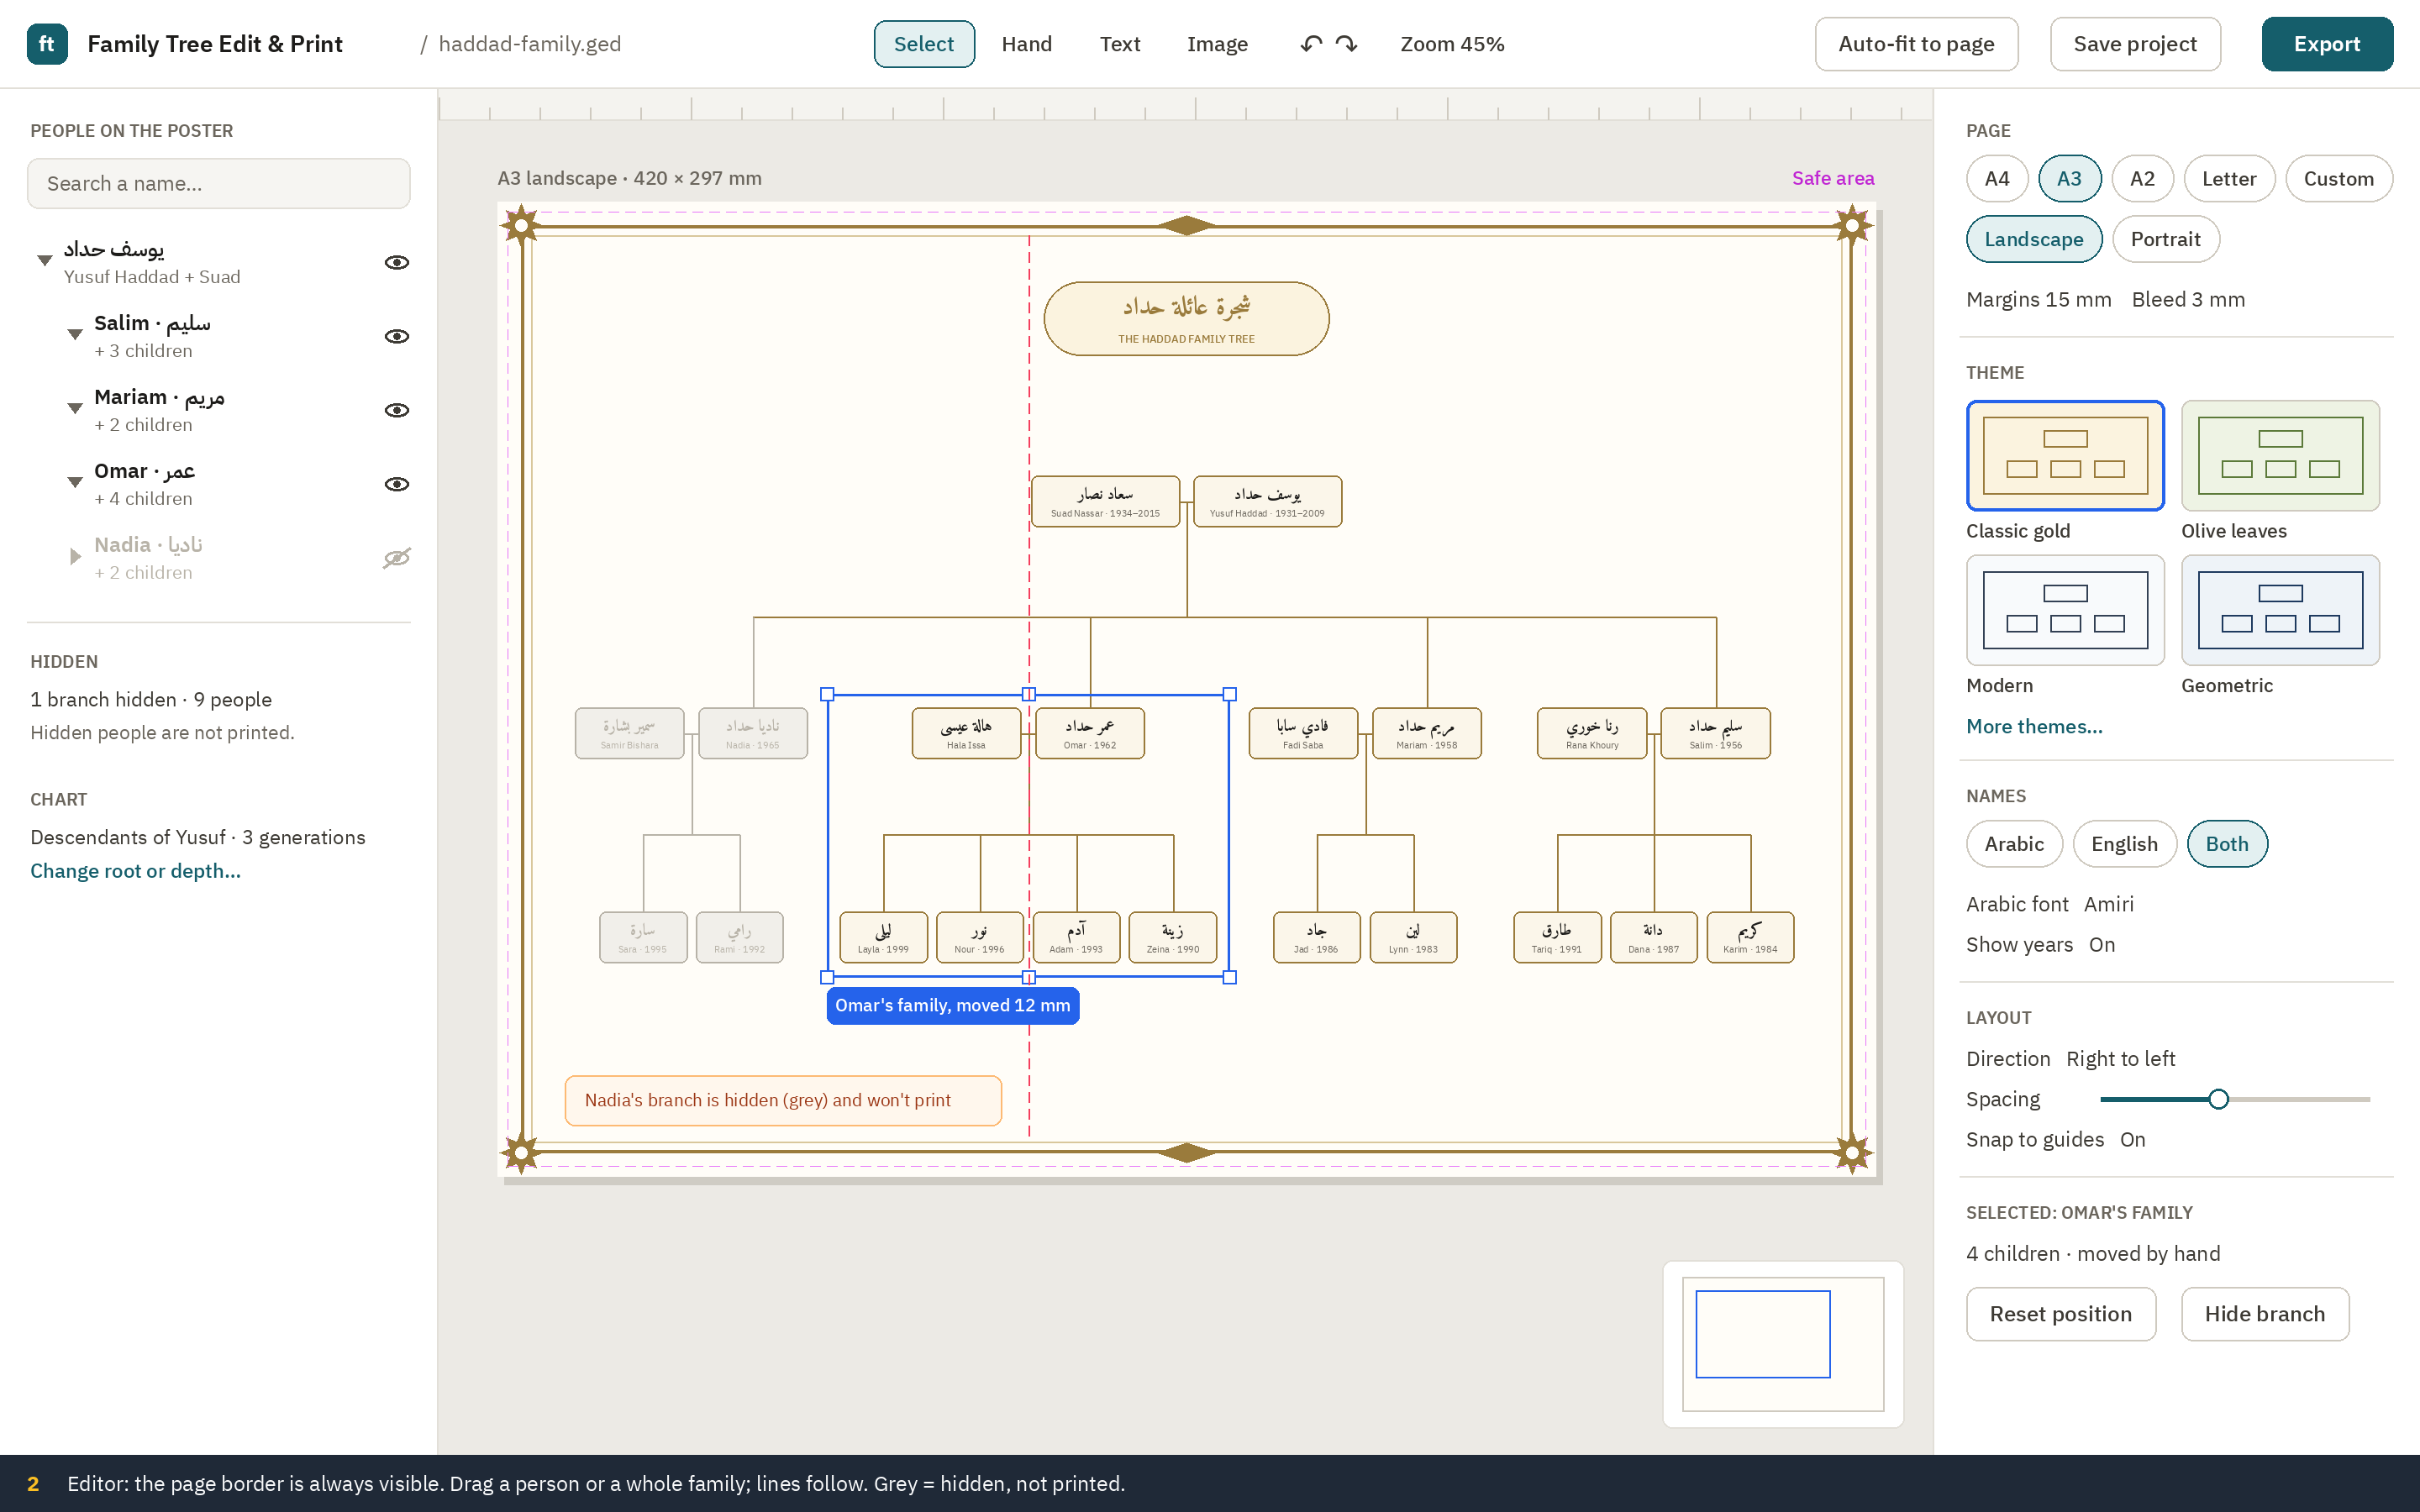 ft Family Tree Edit & Print / haddad-family.ged Select Hand Text Image Zoom 45% Auto-fit to page Save project Export
PEOPLE ON THE POSTER
Search a name...
يوسف حداد
Yusuf Haddad + Suad
Salim · سليم
+ 3 children
Mariam · مريم
+ 2 children
Omar · عمر
+ 4 children
Nadia · ناديا
+ 2 children
HIDDEN
1 branch hidden · 9 people
Hidden people are not printed.
CHART
Descendants of Yusuf · 3 generations
Change root or depth...
A3 landscape · 420 × 297 mm
Safe area
شجرة عائلة حداد
THE HADDAD FAMILY TREE
سعاد نصار
Suad Nassar · 1934–2015
يوسف حداد
Yusuf Haddad · 1931–2009
سمير بشارة
Samir Bishara
ناديا حداد
Nadia · 1965
هالة عيسى
Hala Issa
عمر حداد
Omar · 1962
فادي سابا
Fadi Saba
مريم حداد
Mariam · 1958
رنا خوري
Rana Khoury
سليم حداد
Salim · 1956
سارة
Sara · 1995
رامي
Rami · 1992
ليلى
Layla · 1999
نور
Nour · 1996
آدم
Adam · 1993
زينة
Zeina · 1990
جاد
Jad · 1986
لين
Lynn · 1983
طارق
Tariq · 1991
دانة
Dana · 1987
كريم
Karim · 1984
Omar's family, moved 12 mm
Nadia's branch is hidden (grey) and won't print
PAGE
A4 A3 A2 Letter Custom
Landscape Portrait
Margins 15 mm Bleed 3 mm
THEME
Classic gold Olive leaves
Modern Geometric
More themes...
NAMES
Arabic English Both
Arabic font Amiri
Show years On
LAYOUT
Direction Right to left
Spacing
Snap to guides On
SELECTED: OMAR'S FAMILY
4 children · moved by hand
Reset position Hide branch
2 Editor: the page border is always visible. Drag a person or a whole family; lines follow. Grey = hidden, not printed.